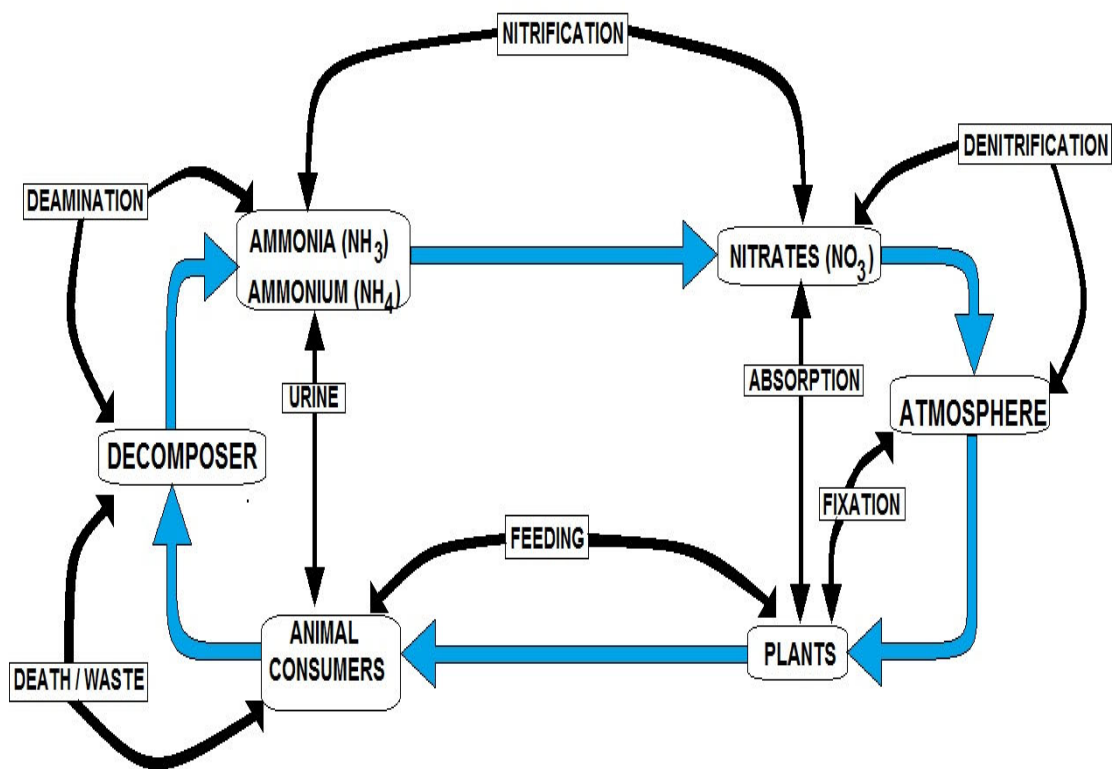 NITRIFICATION
DENITRIFICATION
DEAMINATION
AMMONIA (NH3)
AMMONIUM (NH4)
NITRATES (NO3)
URINE
ABSORPTION
ATMOSPHERE
DECOMPOSER
FIXATION
FEEDING
ANIMAL
CONSUMERS
PLANTS
DEATH / WASTE